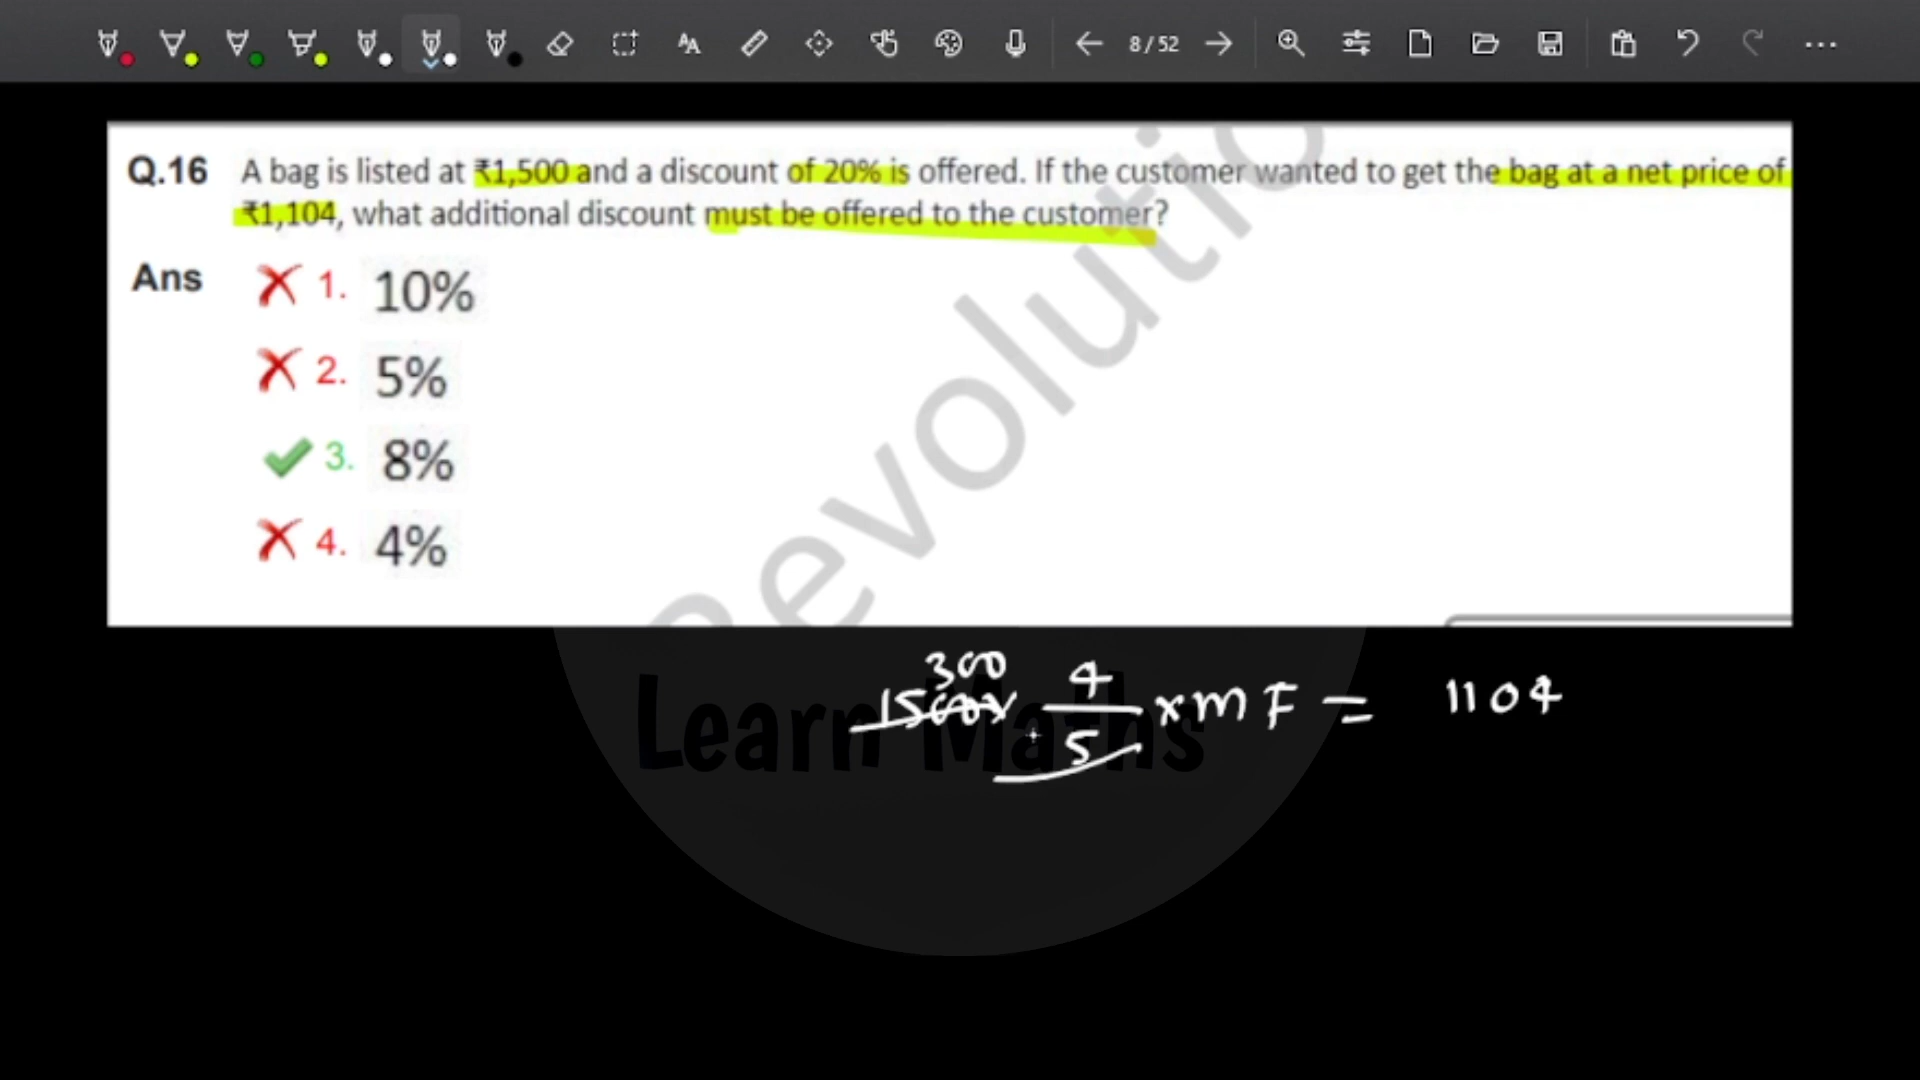 8/52
Q.16 A bag is listed at ₹1,500 and a discount of 20% is offered. If the customer wanted to get the bag at a net price of
₹1,104, what additional discount must be offered to the customer?
Ans 1. 10%
2. 5%
3. 8%
4. 4%
Revolutio
Learn Maths
300
1500 x 4/5 x m F = 1104